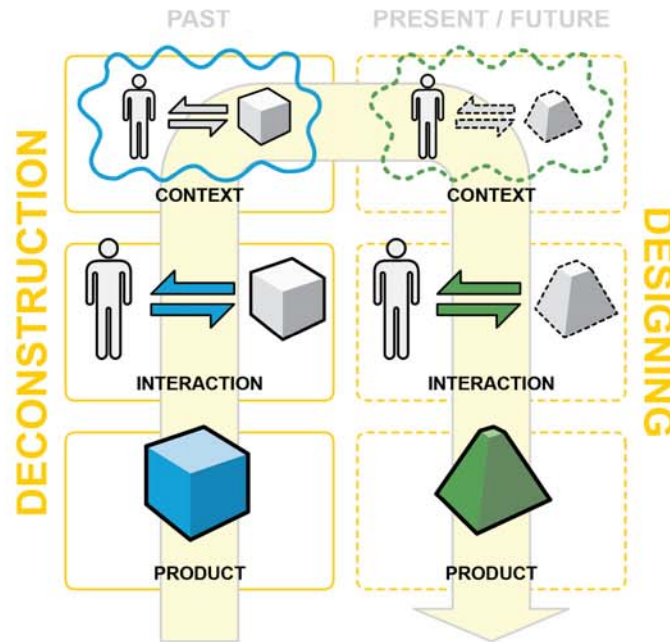 PAST
PRESENT / FUTURE
DECONSTRUCTION
CONTEXT
CONTEXT
DESIGNING
INTERACTION
INTERACTION
PRODUCT
PRODUCT